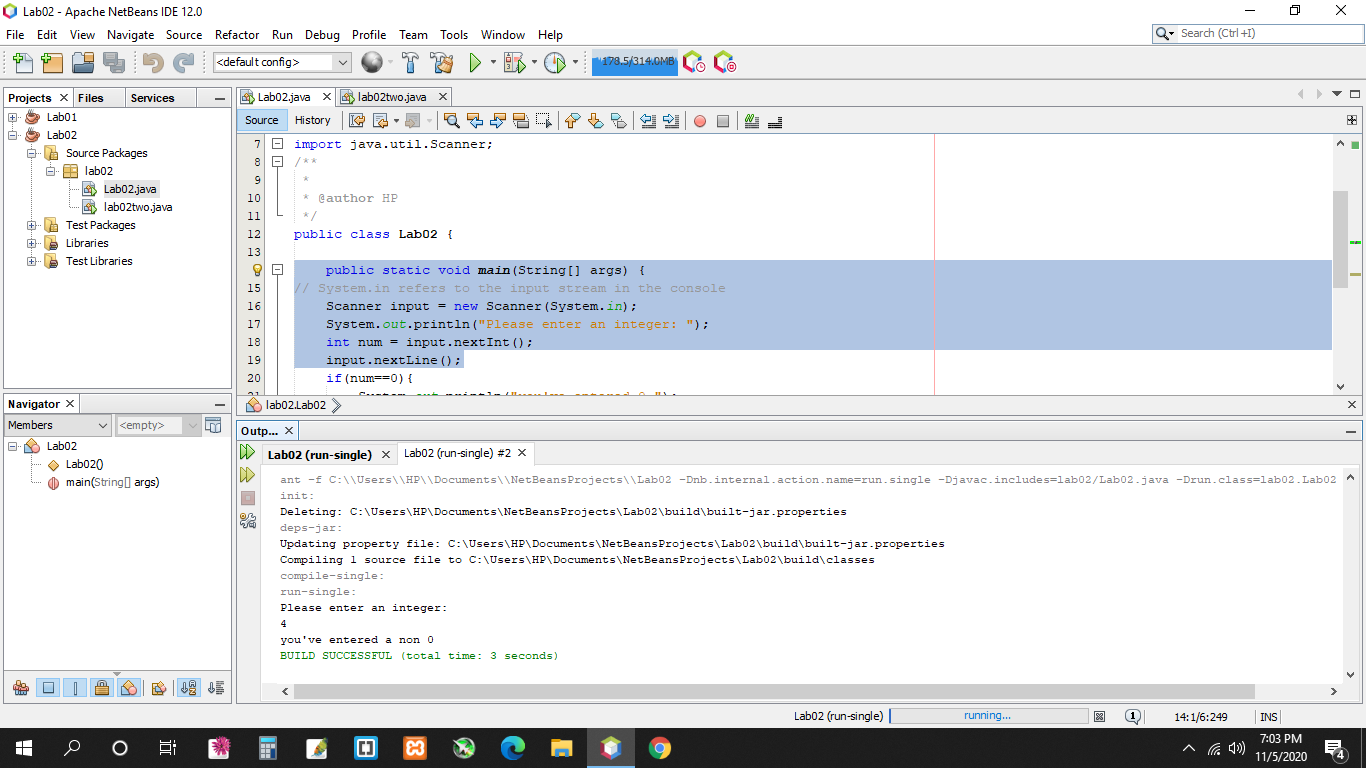 Lab02 - Apache NetBeans IDE 12.0
File Edit View Navigate Source Refactor Run Debug Profile Team Tools Window Help
Search (Ctrl+I)
<default config>
178.5/314.0MB
Projects Files Services
Lab01
Lab02
Source Packages
lab02
Lab02.java
lab02two.java
Test Packages
Libraries
Test Libraries
Lab02.java lab02two.java
Source History
7 import java.util.Scanner;
8 /**
9 *
10 * @author HP
11 */
12 public class Lab02 {
13
public static void main(String[] args) {
15 // System.in refers to the input stream in the console
16 Scanner input = new Scanner(System.in);
17 System.out.println("Please enter an integer: ");
18 int num = input.nextInt();
19 input.nextLine();
20 if(num==0){
lab02.Lab02
Navigator
Members <empty>
Lab02
Lab02()
main(String[] args)
Outp...
Lab02 (run-single) Lab02 (run-single) #2
ant -f C:\\Users\\HP\\Documents\\NetBeansProjects\\Lab02 -Dnb.internal.action.name=run.single -Djavac.includes=lab02/Lab02.java -Drun.class=lab02.Lab02
init:
Deleting: C:\Users\HP\Documents\NetBeansProjects\Lab02\build\built-jar.properties
deps-jar:
Updating property file: C:\Users\HP\Documents\NetBeansProjects\Lab02\build\built-jar.properties
Compiling 1 source file to C:\Users\HP\Documents\NetBeansProjects\Lab02\build\classes
compile-single:
run-single:
Please enter an integer:
4
you've entered a non 0
BUILD SUCCESSFUL (total time: 3 seconds)
Lab02 (run-single) running... 1 14:1/6:249 INS
7:03 PM
11/5/2020
4